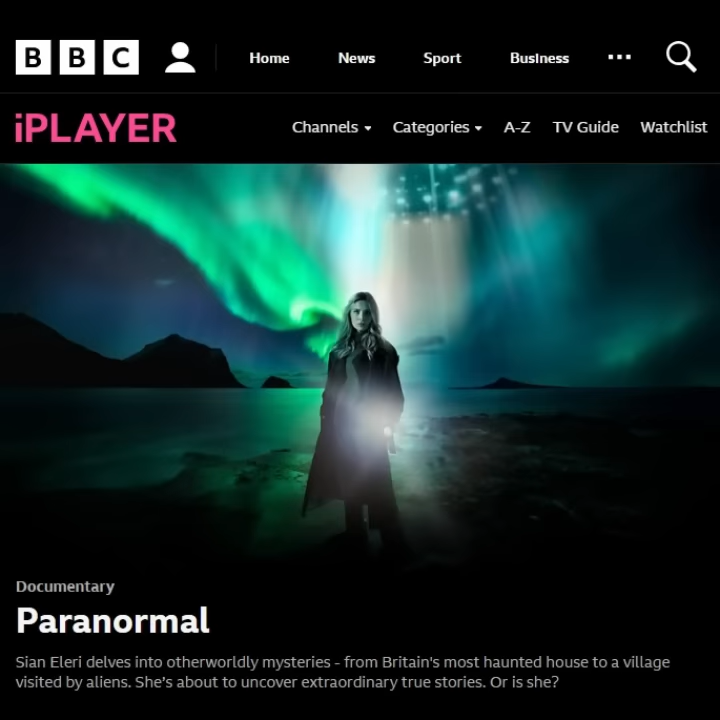 BBC Home News Sport Business ...
iPLAYER Channels Categories A-Z TV Guide Watchlist
Documentary
Paranormal
Sian Eleri delves into otherworldly mysteries - from Britain's most haunted house to a village
visited by aliens. She's about to uncover extraordinary true stories. Or is she?